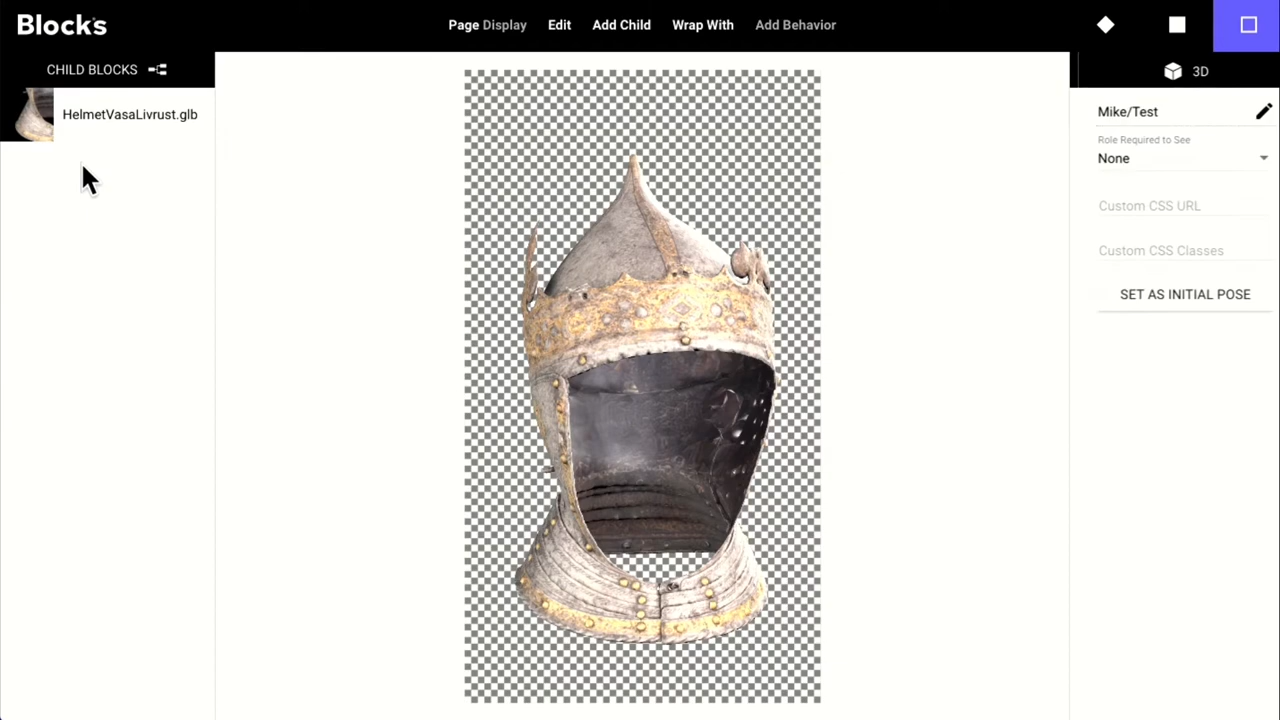 Blocks
Page Display
Edit
Add Child
Wrap With
Add Behavior
CHILD BLOCKS
3D
HelmetVasaLivrust.glb
Mike/Test
Role Required to See
None
Custom CSS URL
Custom CSS Classes
SET AS INITIAL POSE